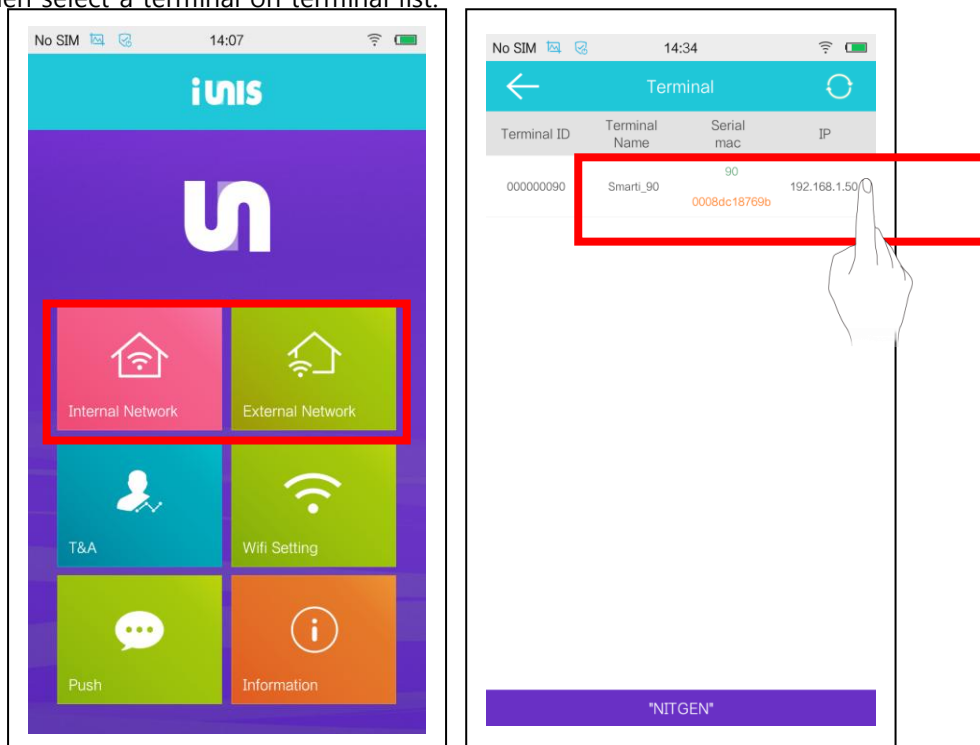 then select a terminal on terminal list.
No SIM 14:07
iUNIS
un
Internal Network External Network
T&A Wifi Setting
Push Information
No SIM 14:34
Terminal
Terminal ID Terminal Name Serial mac IP
000000090 Smarti_90 90 0008dc18769b 192.168.1.50
"NITGEN"